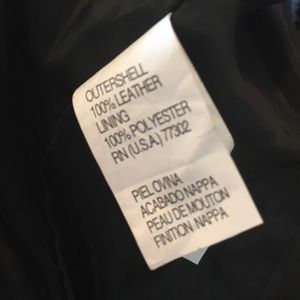 OUTERSHELL
100% LEATHER
LINING
100% POLYESTER
RN (U.S.A) 77302
PIEL OVINA
ACABADO NAPPA
PEAU DE MOUTON
FINITION NAPPA